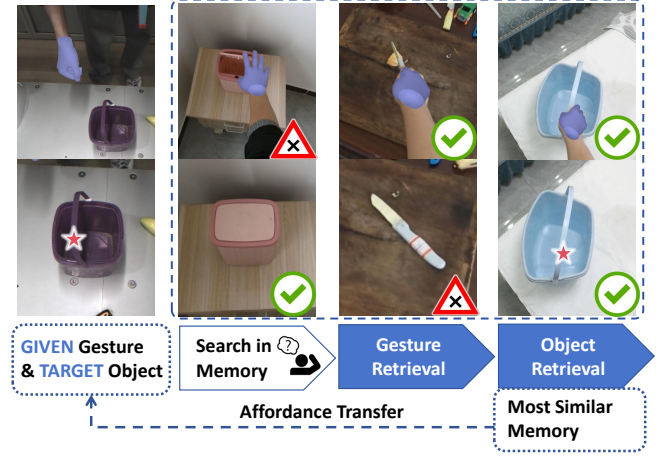 GIVEN Gesture
& TARGET Object
Search in
Memory
?
Gesture
Retrieval
Object
Retrieval
Affordance Transfer
Most Similar
Memory